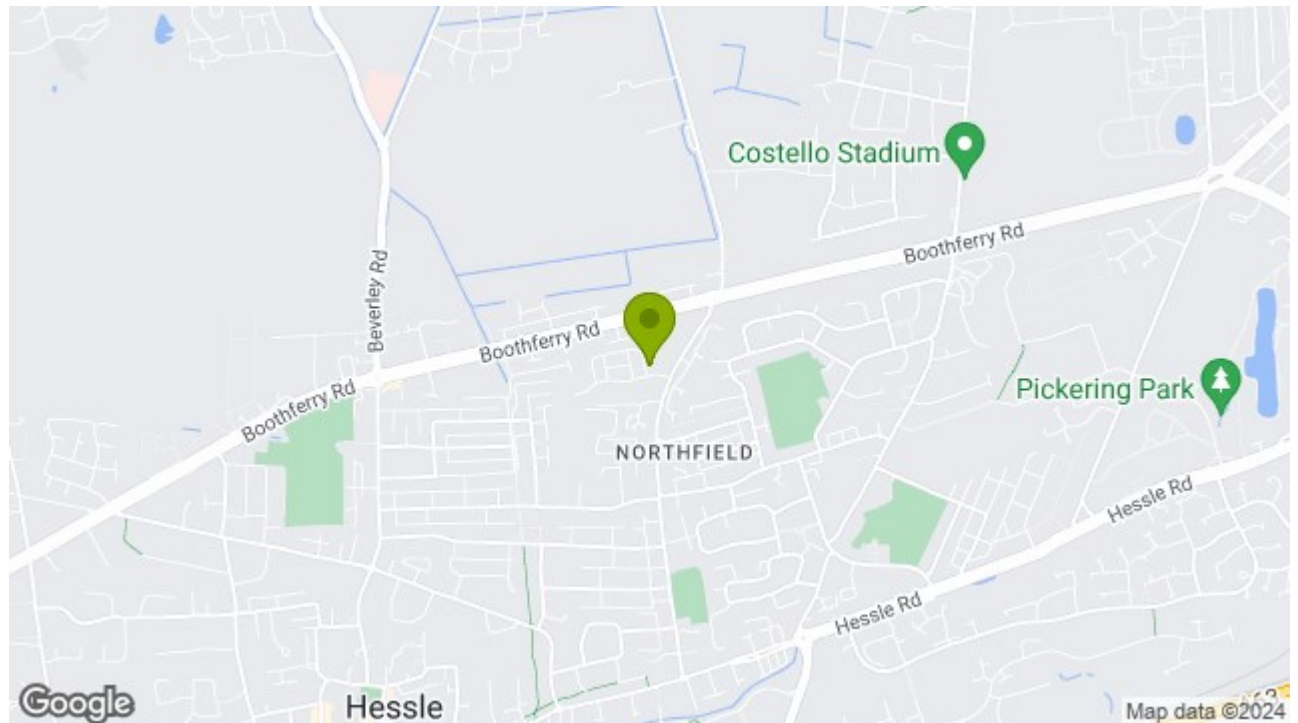 Costello Stadium
Boothferry Rd
Beverley Rd
Boothferry Rd
Boothferry Rd
Pickering Park
NORTHFIELD
Hessle Rd
Hessle Rd
Hessle
Google
Map data ©2024